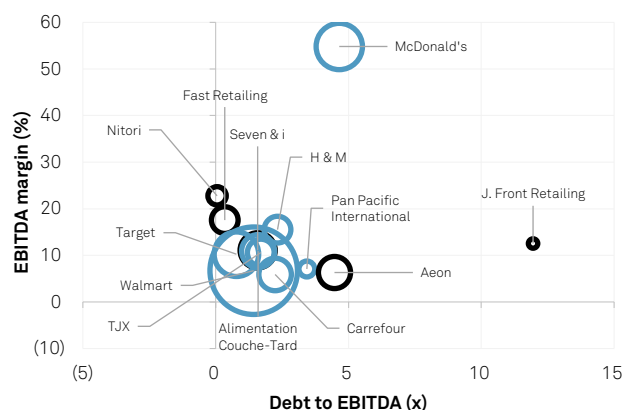 EBITDA margin (%)
60
50
40
30
20
10
0
(10)
McDonald's
Fast Retailing
Nitori
Seven & i
H & M
Pan Pacific
International
J. Front Retailing
Target
Aeon
Walmart
TJX
Alimentation
Couche-Tard
Carrefour
(5)
0
5
10
15
Debt to EBITDA (x)